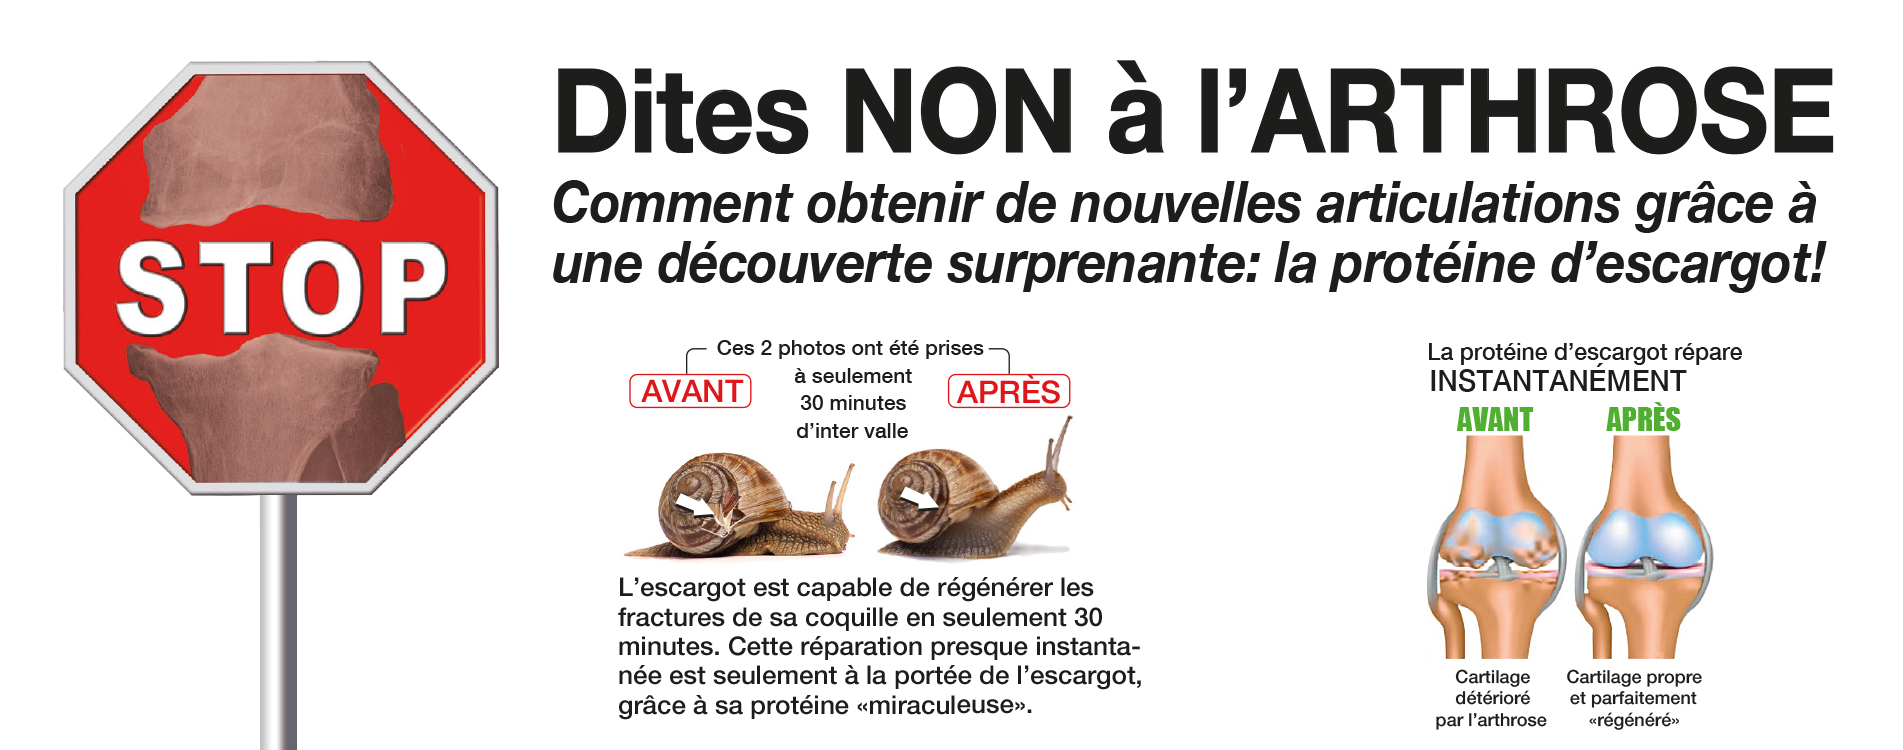 STOP
Dites NON à l’ARTHROSE
Comment obtenir de nouvelles articulations grâce à
une découverte surprenante: la protéine d’escargot!
Ces 2 photos ont été prises
à seulement
30 minutes
d’inter valle
AVANT
APRÈS
L’escargot est capable de régénérer les
fractures de sa coquille en seulement 30
minutes. Cette réparation presque instanta-
née est seulement à la portée de l’escargot,
grâce à sa protéine «miraculeuse».
La protéine d’escargot répare
INSTANTANÉMENT
AVANT
APRÈS
Cartilage
détérioré
par l’arthrose
Cartilage propre
et parfaitement
«régénéré»